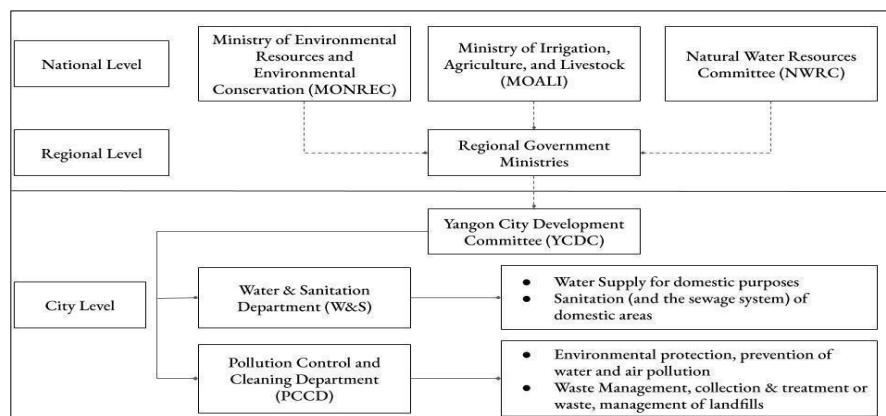 National Level
Ministry of Environmental
Resources and
Environmental
Conservation (MONREC)
Ministry of Irrigation,
Agriculture, and Livestock
(MOALI)
Natural Water Resources
Committee (NWRC)
Regional Level
Regional Government
Ministries
Yangon City Development
Committee (YCDC)
City Level
Water & Sanitation
Department (W&S)
● Water Supply for domestic purposes
● Sanitation (and the sewage system) of
domestic areas
Pollution Control and
Cleaning Department
(PCCD)
● Environmental protection, prevention of
water and air pollution
● Waste Management, collection & treatment or
waste, management of landfills